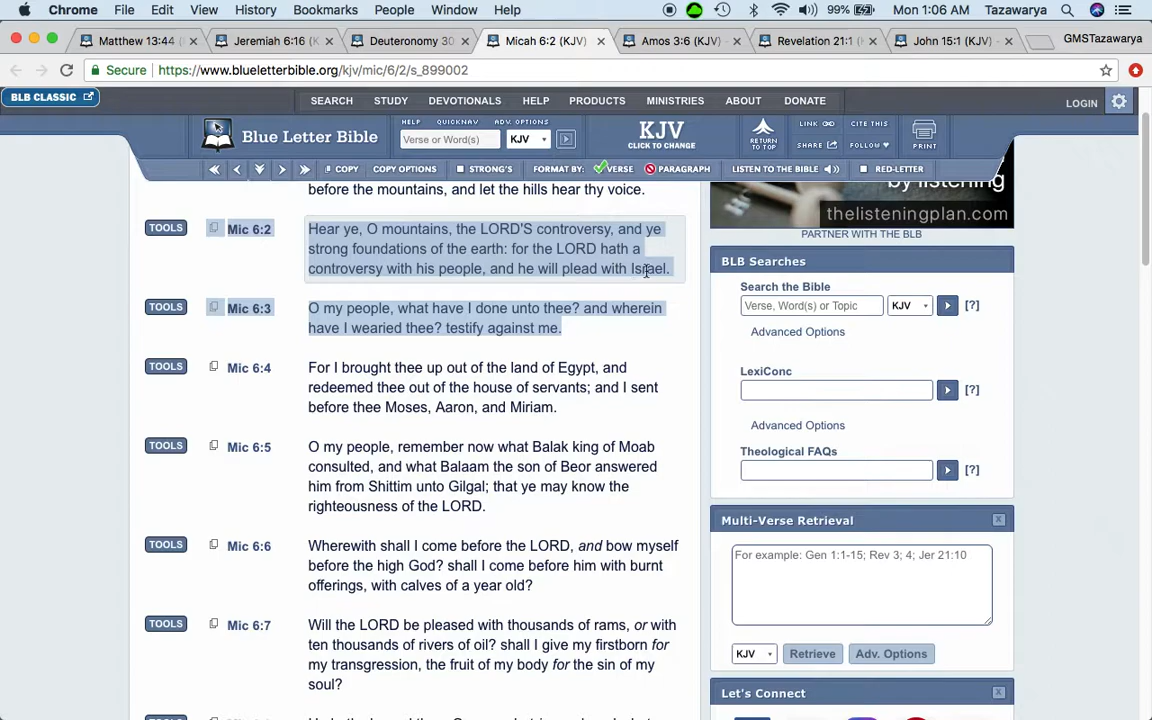 Chrome File Edit View History Bookmarks People Window Help 99% Mon 1:06 AM Tazawarya
Matthew 13:44 ( Jeremiah 6:16 (KJV Deuteronomy 30 Micah 6:2 (KJV) Amos 3:6 (KJV) Revelation 21:1 John 15:1 (KJV) GMSTazawarya
Secure https://www.blueletterbible.org/kjv/mic/6/2/s_899002
BLB CLASSIC SEARCH STUDY DEVOTIONALS HELP PRODUCTS MINISTRIES ABOUT DONATE LOGIN
HELP QUICKNAV ADV. OPTIONS
Blue Letter Bible Verse or Word(s) KJV
KJV
CLICK TO CHANGE
RETURN
TO TOP
LINK CITE THIS
SHARE FOLLOW
PRINT
COPY COPY OPTIONS STRONG'S FORMAT BY: VERSE PARAGRAPH LISTEN TO THE BIBLE RED-LETTER
before the mountains, and let the hills hear thy voice.
TOOLS Mic 6:2 Hear ye, O mountains, the LORD'S controversy, and ye
strong foundations of the earth: for the LORD hath a
controversy with his people, and he will plead with Israel.
TOOLS Mic 6:3 O my people, what have I done unto thee? and wherein
have I wearied thee? testify against me.
TOOLS Mic 6:4 For I brought thee up out of the land of Egypt, and
redeemed thee out of the house of servants; and I sent
before thee Moses, Aaron, and Miriam.
TOOLS Mic 6:5 O my people, remember now what Balak king of Moab
consulted, and what Balaam the son of Beor answered
him from Shittim unto Gilgal; that ye may know the
righteousness of the LORD.
TOOLS Mic 6:6 Wherewith shall I come before the LORD, and bow myself
before the high God? shall I come before him with burnt
offerings, with calves of a year old?
TOOLS Mic 6:7 Will the LORD be pleased with thousands of rams, or with
ten thousands of rivers of oil? shall I give my firstborn for
my transgression, the fruit of my body for the sin of my
soul?
by listening
thelisteningplan.com
PARTNER WITH THE BLB
BLB Searches
Search the Bible
Verse, Word(s) or Topic KJV [?]
Advanced Options
LexiConc
[?]
Advanced Options
Theological FAQs
[?]
Multi-Verse Retrieval x
For example: Gen 1:1-15; Rev 3; 4; Jer 21:10
KJV Retrieve Adv. Options
Let's Connect x